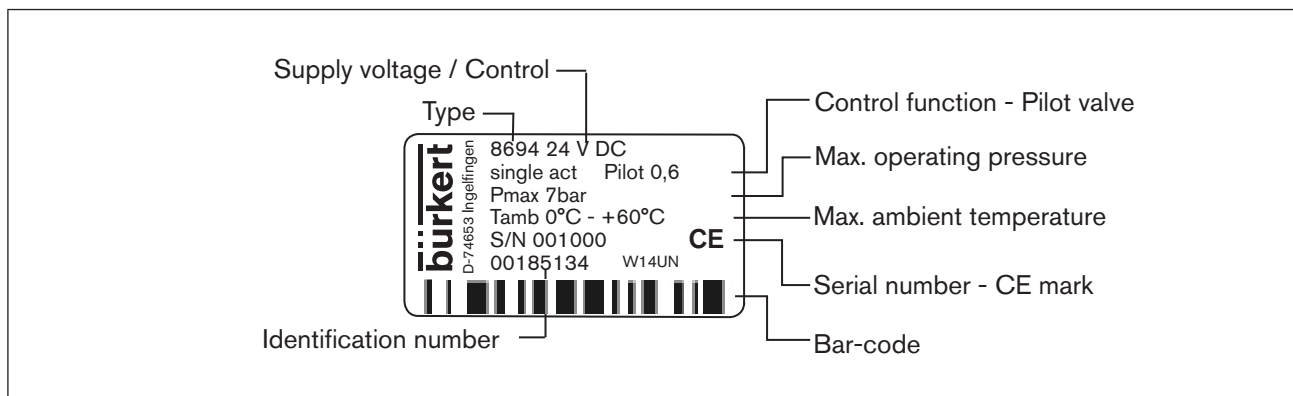 Supply voltage / Control
Type
Control function - Pilot valve
Max. operating pressure
Max. ambient temperature
Serial number - CE mark
Bar-code
Identification number
bürkert
D-74653 Ingelfingen
8694 24 V DC
single act Pilot 0,6
Pmax 7bar
Tamb 0°C - +60°C
S/N 001000 CE
00185134 W14UN